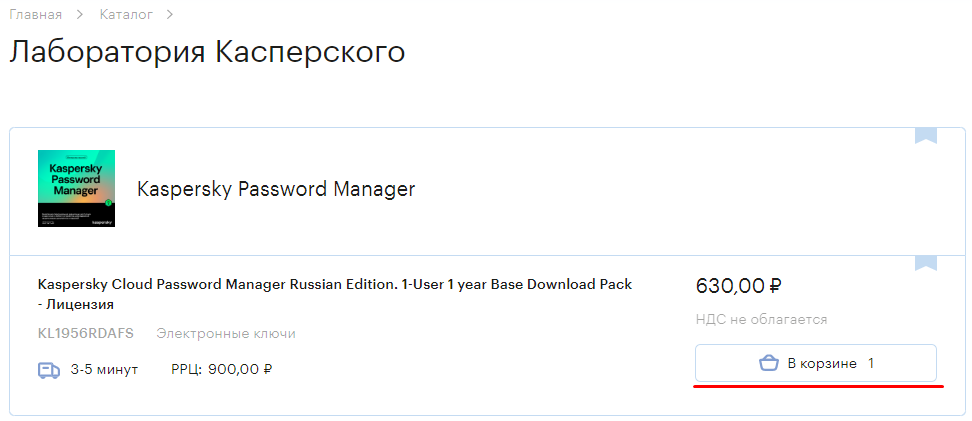 Главная > Каталог >
Лаборатория Касперского
Kaspersky
Password
Manager
kaspersky
Kaspersky Password Manager
Kaspersky Cloud Password Manager Russian Edition. 1-User 1 year Base Download Pack
- Лицензия
KL1956RDAFS Электронные ключи
3-5 минут РРЦ: 900,00 ₽
630,00 ₽
НДС не облагается
В корзине 1